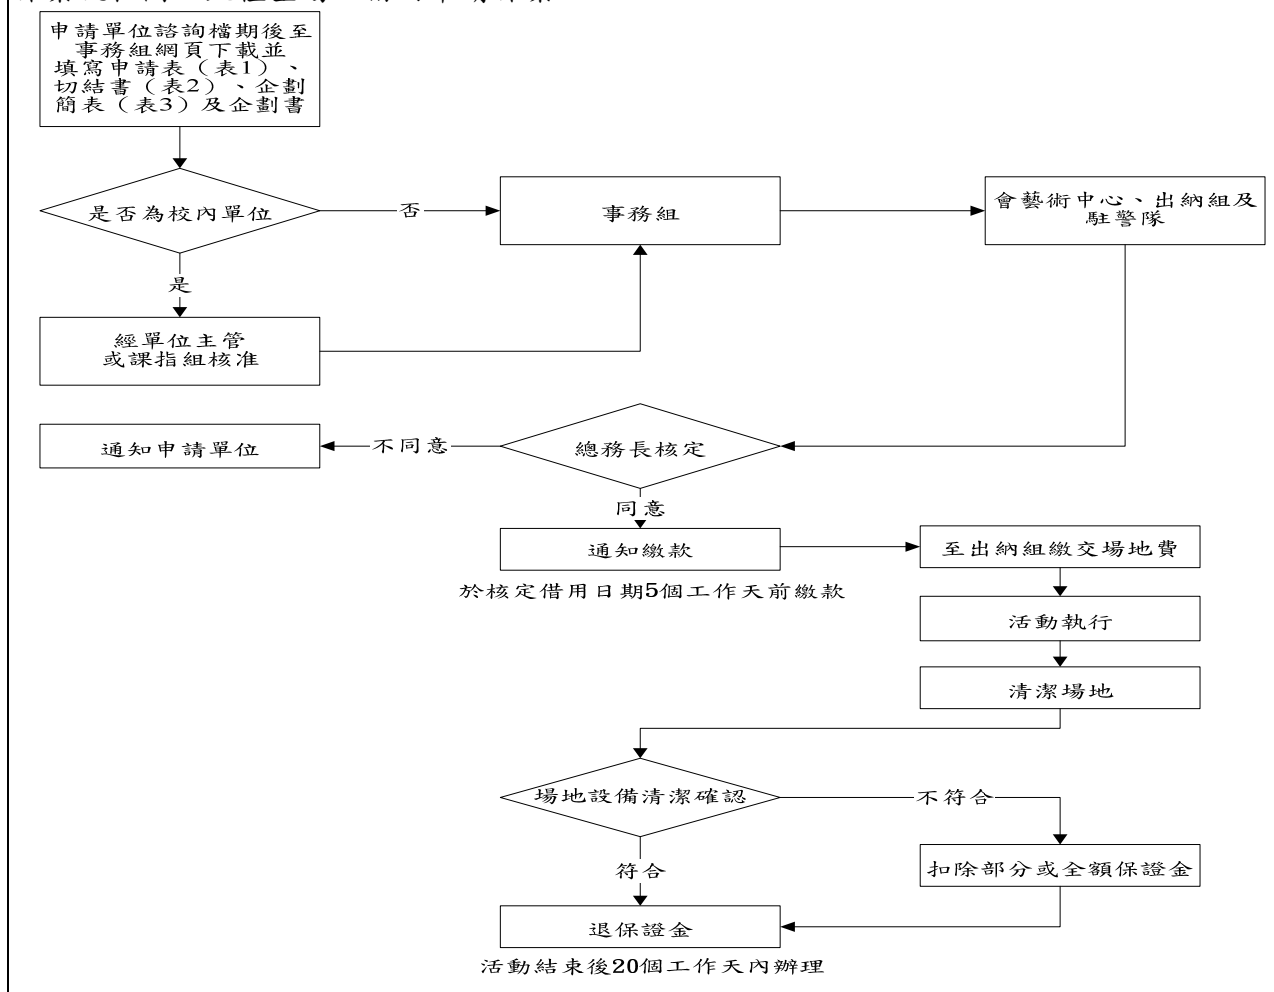 申請單位諮詢檔期後至
事務組網頁下載並
填寫申請表（表1）、
切結書（表2）、企劃
簡表（表3）及企劃書
是否為校內單位
否
事務組
會藝術中心、出納組及
駐警隊
是
經單位主管
或課指組核准
通知申請單位
不同意
總務長核定
同意
通知繳款
至出納組繳交場地費
於核定借用日期5個工作天前繳款
活動執行
清潔場地
場地設備清潔確認
不符合
符合
扣除部分或全額保證金
退保證金
活動結束後20個工作天內辦理